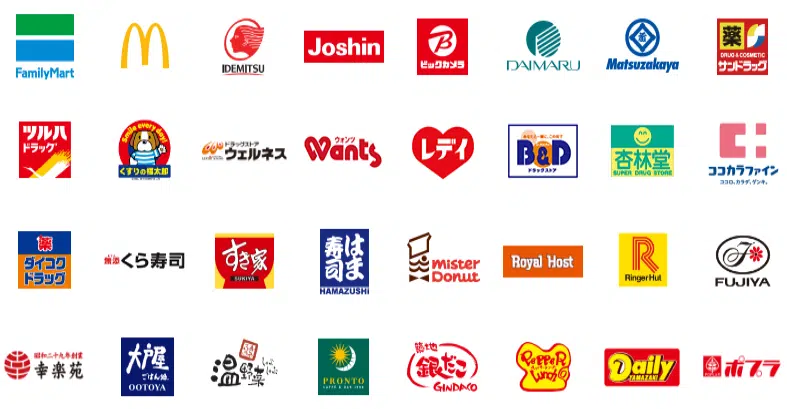 FamilyMart
IDEMITSU
Joshin
B
ビックカメラ
DAIMARU
Matsuzakaya
薬
DRUG & COSMETIC
サンドラッグ
ツルハ
ドラッグ
Smile every day!
くすりの福太郎
ドラッグストア
ウェルネス
ウォンツ
Wants
レデイ
B&D
ドラッグストア
杏林堂
SUPER DRUG STORE
ココカラファイン
ココロ、カラダ、ゲンキ。
薬
ダイコク
ドラッグ
無添
くら寿司
すき家
SUKIYA
はま
寿司
HAMAZUSHI
mister
Donut
Royal Host
R
RingerHut
F
FUJIYA
昭和二十九年創業
幸楽苑
大戸屋
ごはん処
OOTOYA
温野菜
PRONTO
CAFFÈ & BAR
築地
銀だこ
GINDACO
PePPeR
Lunch
Daily
YAMAZAKI
ポプラ